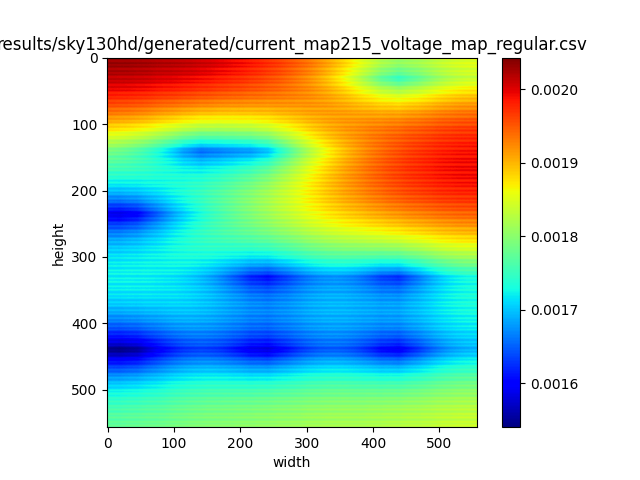 results/sky130hd/generated/current_map215_voltage_map_regular.csv
0
100
200
300
400
500
height
0 100 200 300 400 500
width
0.0020
0.0019
0.0018
0.0017
0.0016